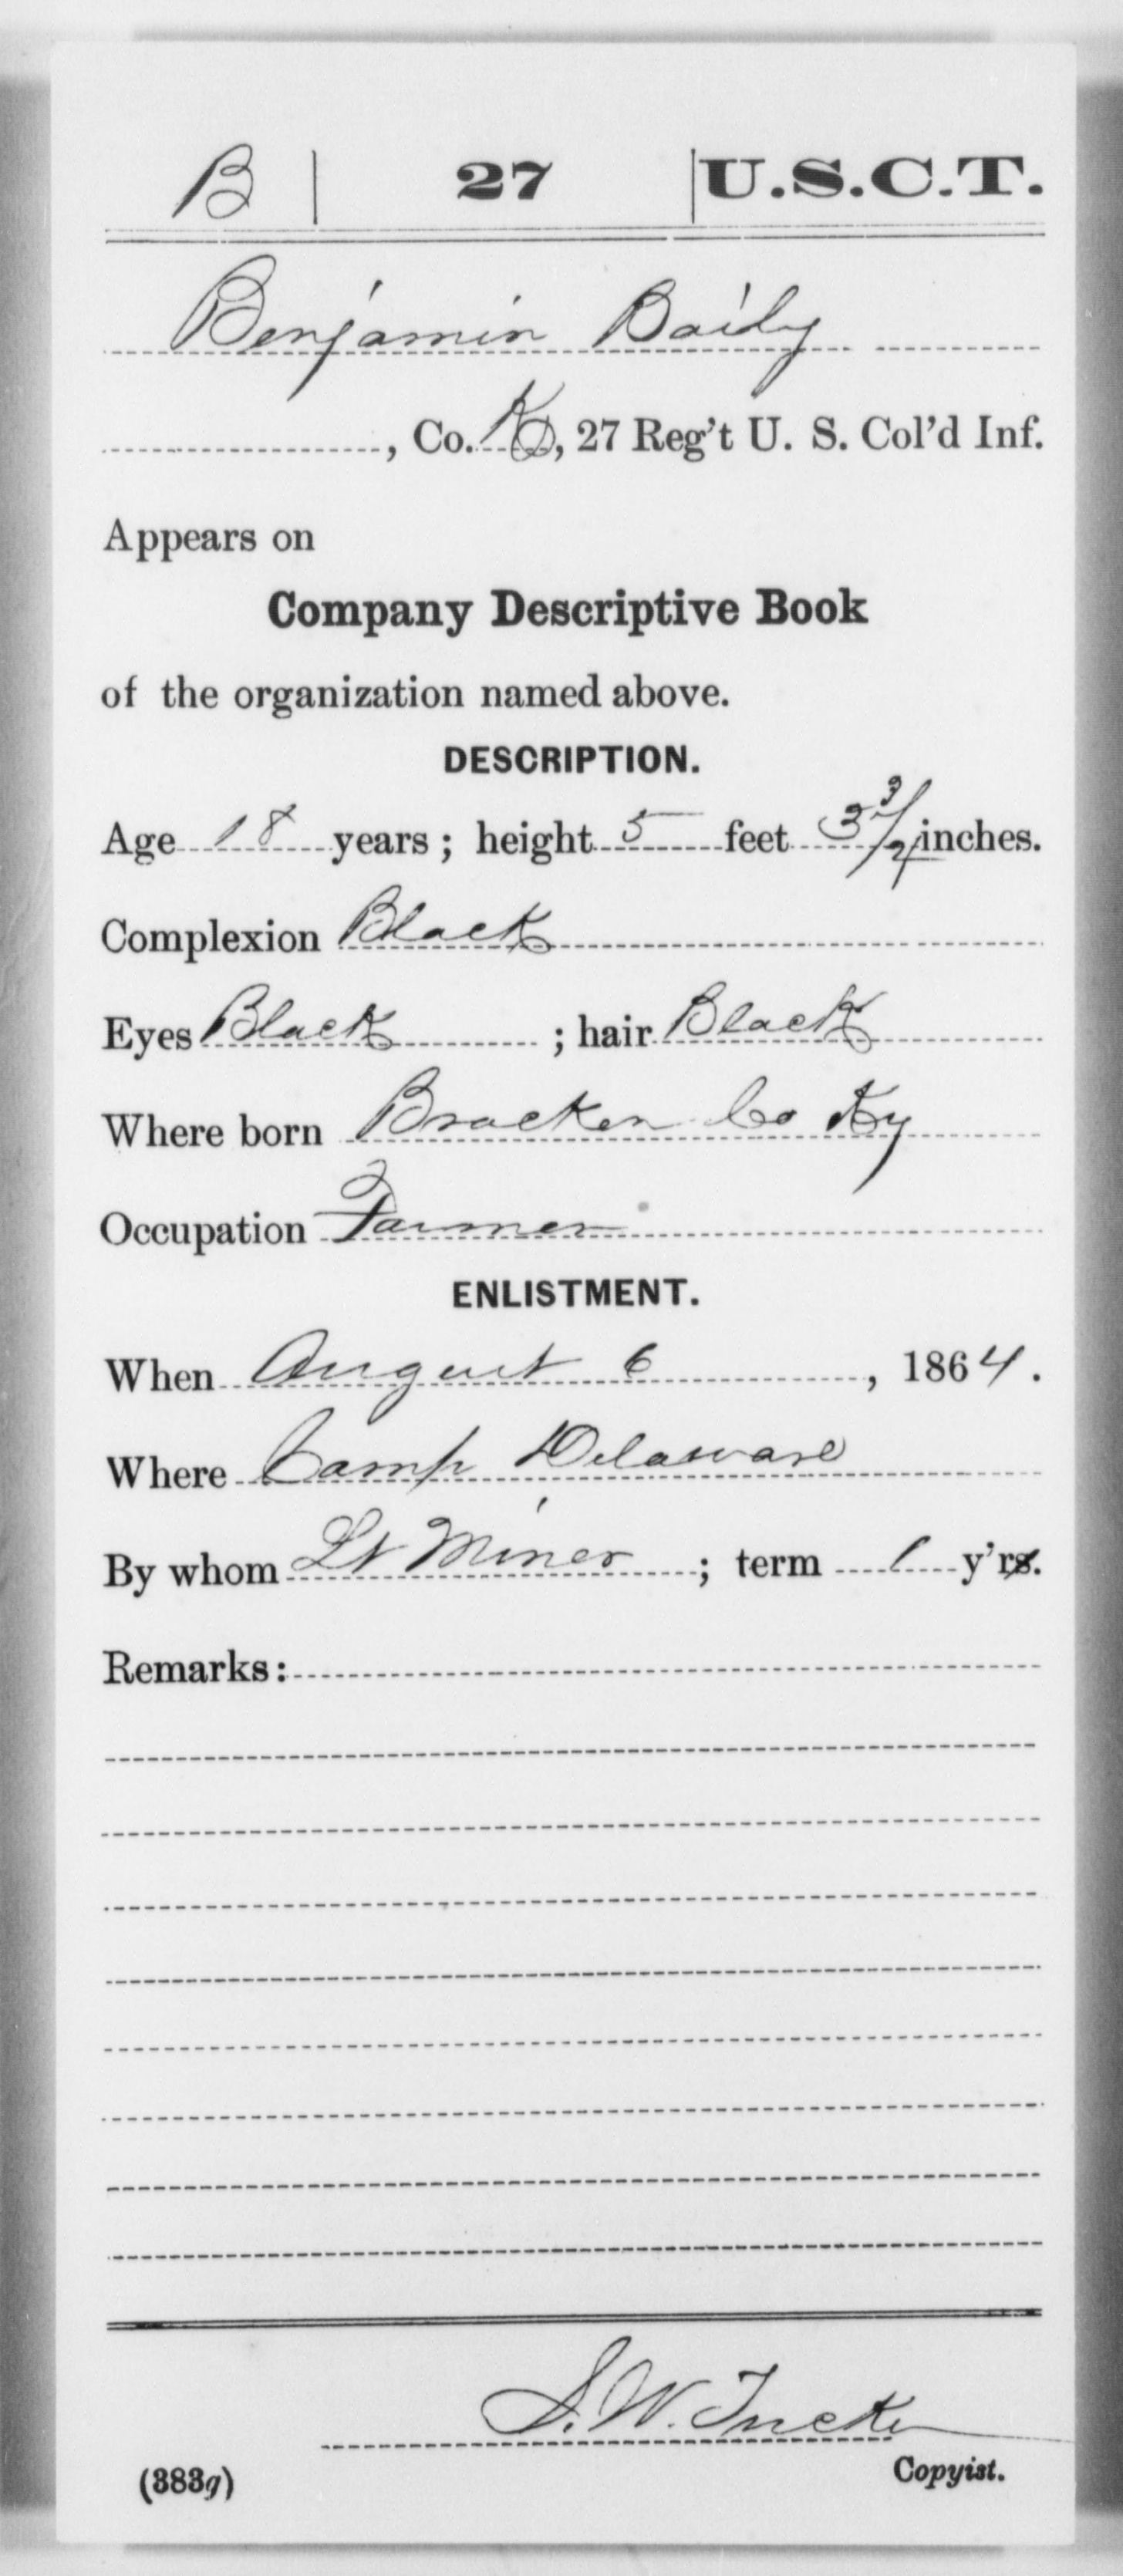 B | 27 | U.S.C.T.
Benjamin Baily
, Co. K, 27 Reg't U. S. Col'd Inf.
Appears on
Company Descriptive Book
of the organization named above.
DESCRIPTION.
Age 18 years; height 5 feet 3 3/4 inches.
Complexion Black
Eyes Black; hair Black
Where born Bracken Co Ky
Occupation Farmer
ENLISTMENT.
When August 6, 1864.
Where Camp Delaware
By whom Lt Miner; term 1 y'rs.
Remarks:
S. W. Tucker
Copyist.
(383g)